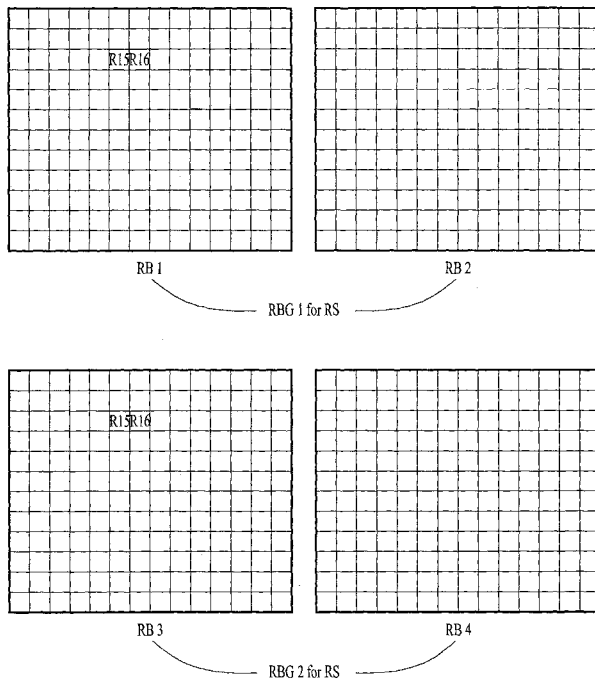 R15R16
RB 1
RB 2
RBG 1 for RS
R15R16
RB 3
RB 4
RBG 2 for RS